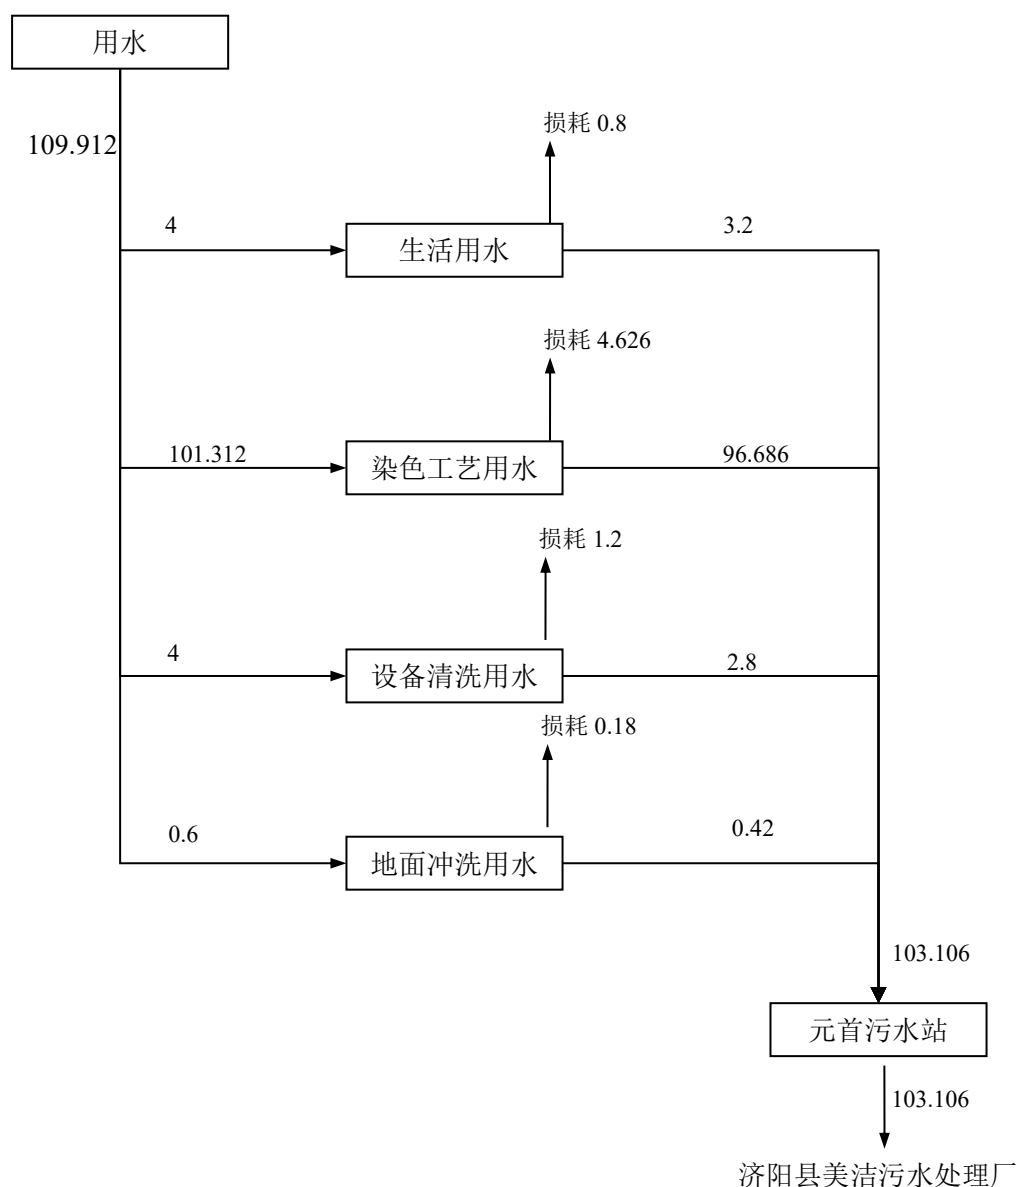 用水
109.912
损耗 0.8
4
生活用水
3.2
损耗 4.626
101.312
染色工艺用水
96.686
损耗 1.2
4
设备清洗用水
2.8
损耗 0.18
0.6
地面冲洗用水
0.42
103.106
元首污水站
103.106
济阳县美洁污水处理厂